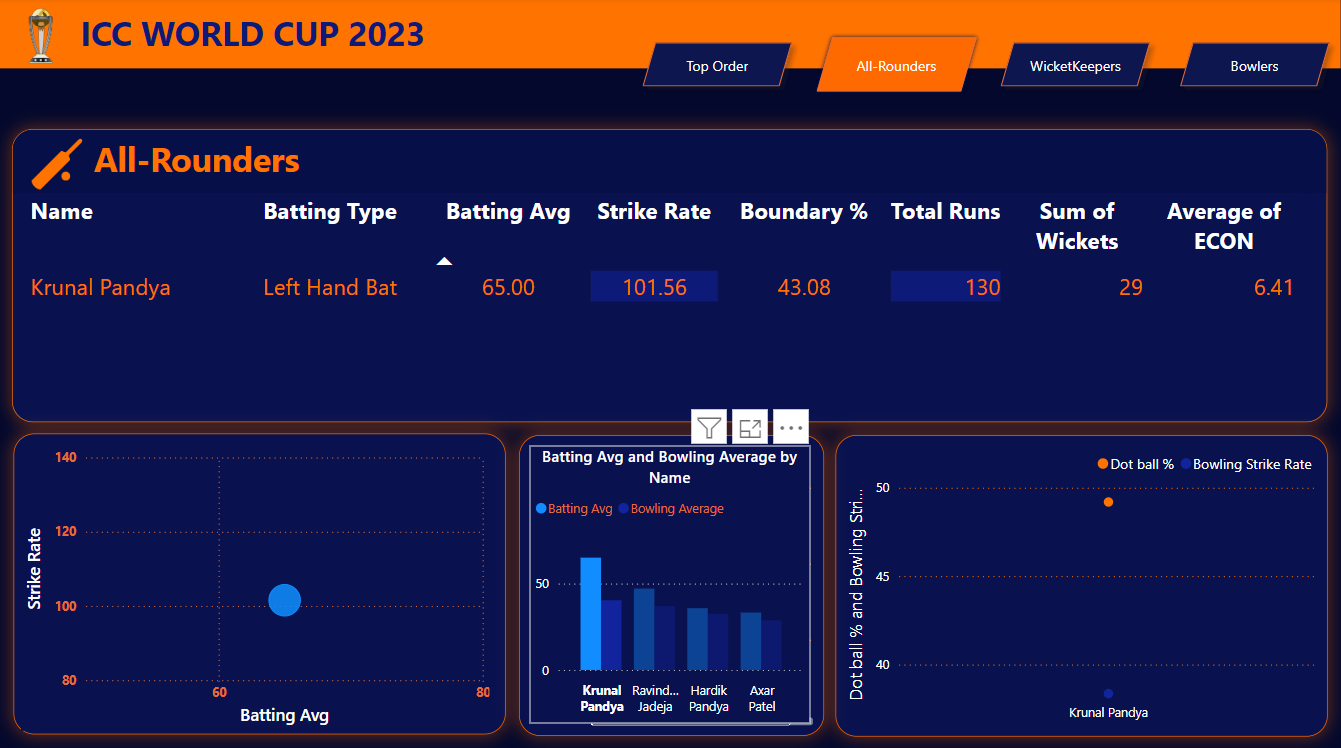 ICC WORLD CUP 2023
Top Order
All-Rounders
WicketKeepers
Bowlers
All-Rounders
Name Batting Type Batting Avg Strike Rate Boundary % Total Runs Sum of Wickets Average of ECON
Krunal Pandya Left Hand Bat 65.00 101.56 43.08 130 29 6.41
140
120
100
80
60 80
Strike Rate
Batting Avg
Batting Avg and Bowling Average by
Name
Batting Avg Bowling Average
50
0
Krunal Pandya
Ravind... Jadeja
Hardik Pandya
Axar Patel
Dot ball % Bowling Strike Rate
50
45
40
Dot ball % and Bowling Stri...
Krunal Pandya